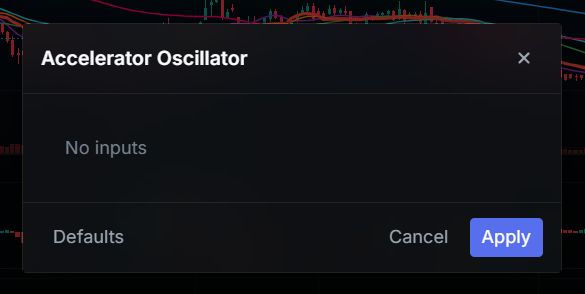 Accelerator Oscillator
No inputs
Defaults
Cancel
Apply